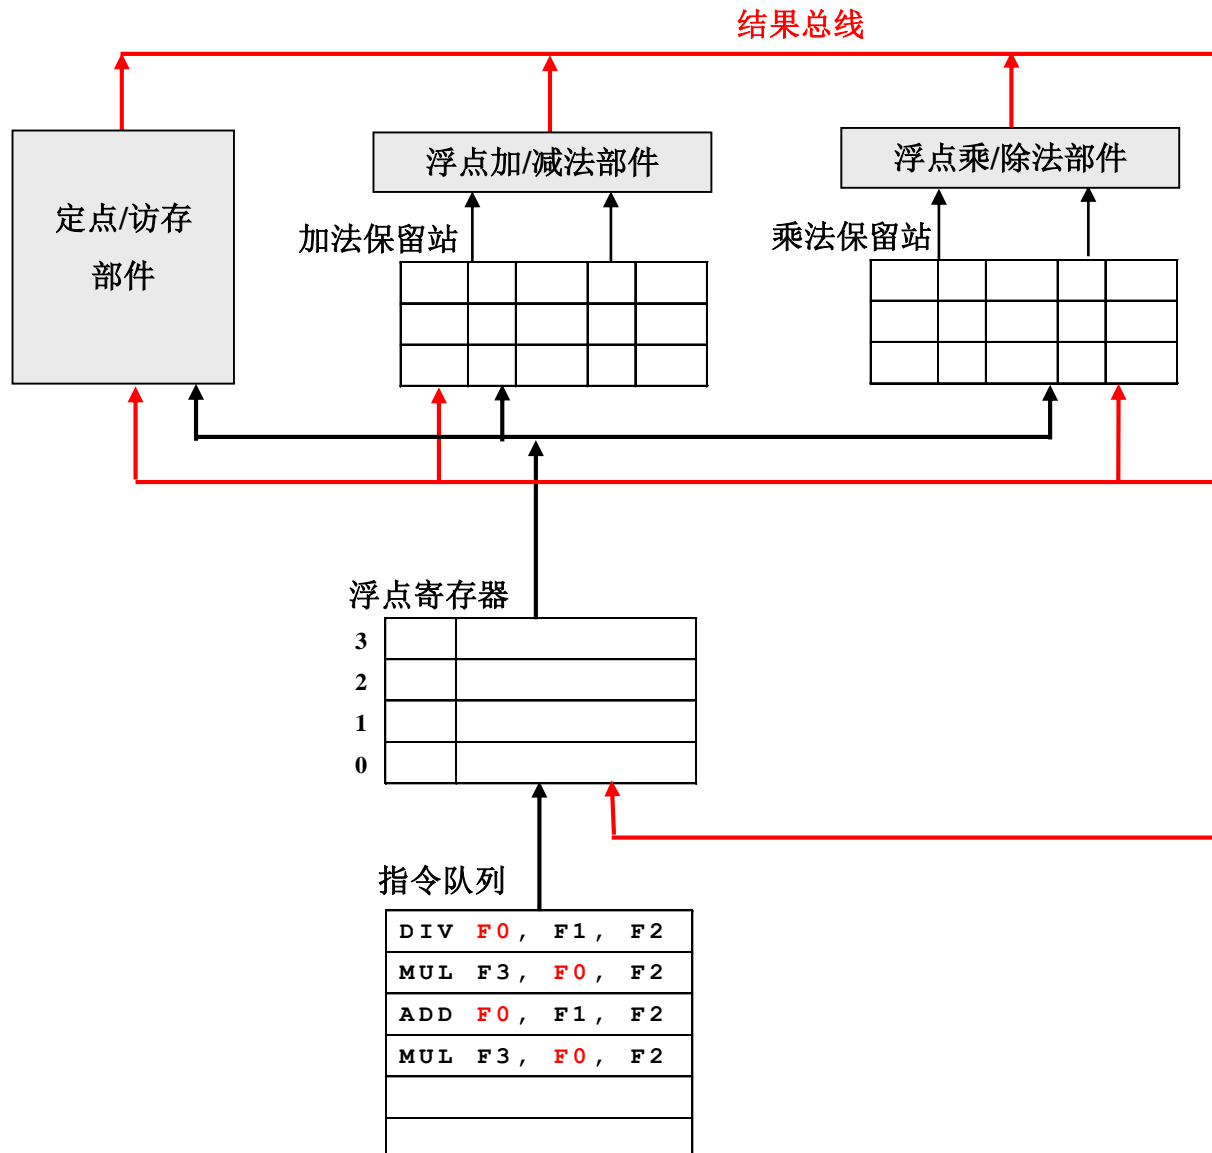 结果总线
定点/访存
部件
浮点加/减法部件
浮点乘/除法部件
加法保留站
乘法保留站
浮点寄存器
3
2
1
0
指令队列
DIV F0, F1, F2
MUL F3, F0, F2
ADD F0, F1, F2
MUL F3, F0, F2